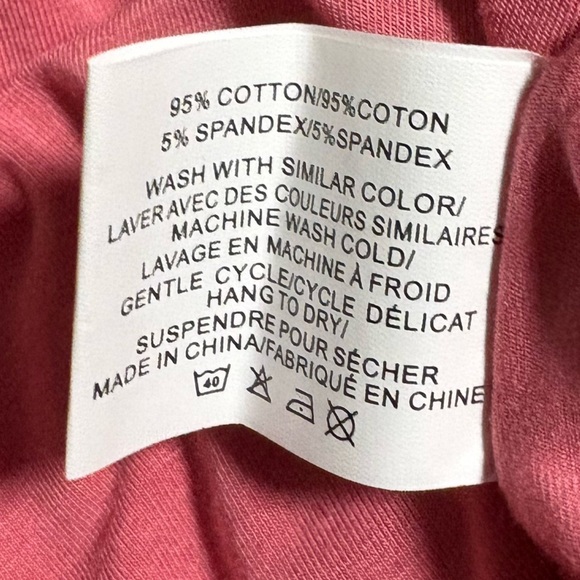 95% COTTON/95%COTON
5% SPANDEX/5%SPANDEX
WASH WITH SIMILAR COLOR/
LAVER AVEC DES COULEURS SIMILAIRES
MACHINE WASH COLD/
LAVAGE EN MACHINE À FROID
GENTLE CYCLE/CYCLE DÉLICAT
HANG TO DRY/
SUSPENDRE POUR SÉCHER
MADE IN CHINA/FABRIQUÉ EN CHINE
40